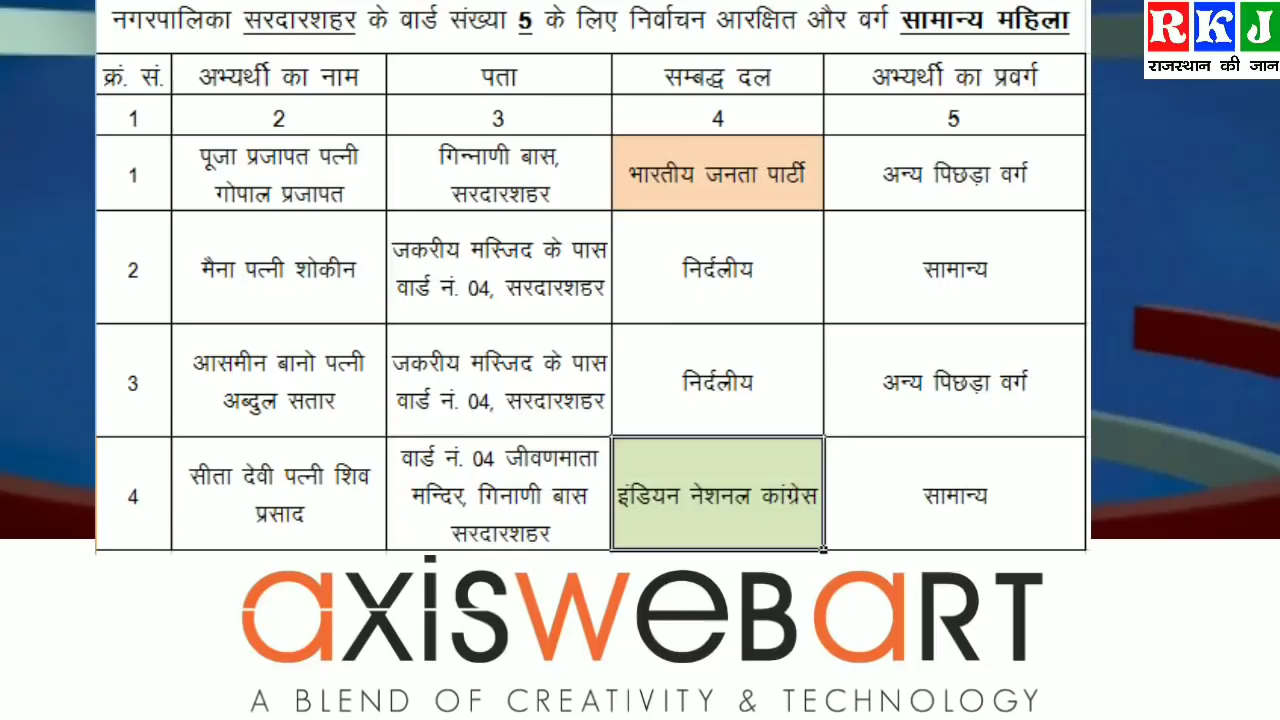 नगरपालिका सरदारशहर के वार्ड संख्या 5 के लिए निर्वाचन आरक्षित और वर्ग सामान्य महिला
RKJ
राजस्थान की जान
क्रं. सं. अभ्यर्थी का नाम पता सम्बद्ध दल अभ्यर्थी का प्रवर्ग
1 2 3 4 5
1 पूजा प्रजापत पत्नी गोपाल प्रजापत गिन्नाणी बास, सरदारशहर भारतीय जनता पार्टी अन्य पिछड़ा वर्ग
2 मैना पत्नी शोकीन जकरीय मस्जिद के पास वार्ड नं. 04, सरदारशहर निर्दलीय सामान्य
3 आसमीन बानो पत्नी अब्दुल सतार जकरीय मस्जिद के पास वार्ड नं. 04, सरदारशहर निर्दलीय अन्य पिछड़ा वर्ग
4 सीता देवी पत्नी शिव प्रसाद वार्ड नं. 04 जीवणमाता मन्दिर, गिनाणी बास सरदारशहर इंडियन नेशनल कांग्रेस सामान्य
axisweBaRT
A BLEND OF CREATIVITY & TECHNOLOGY